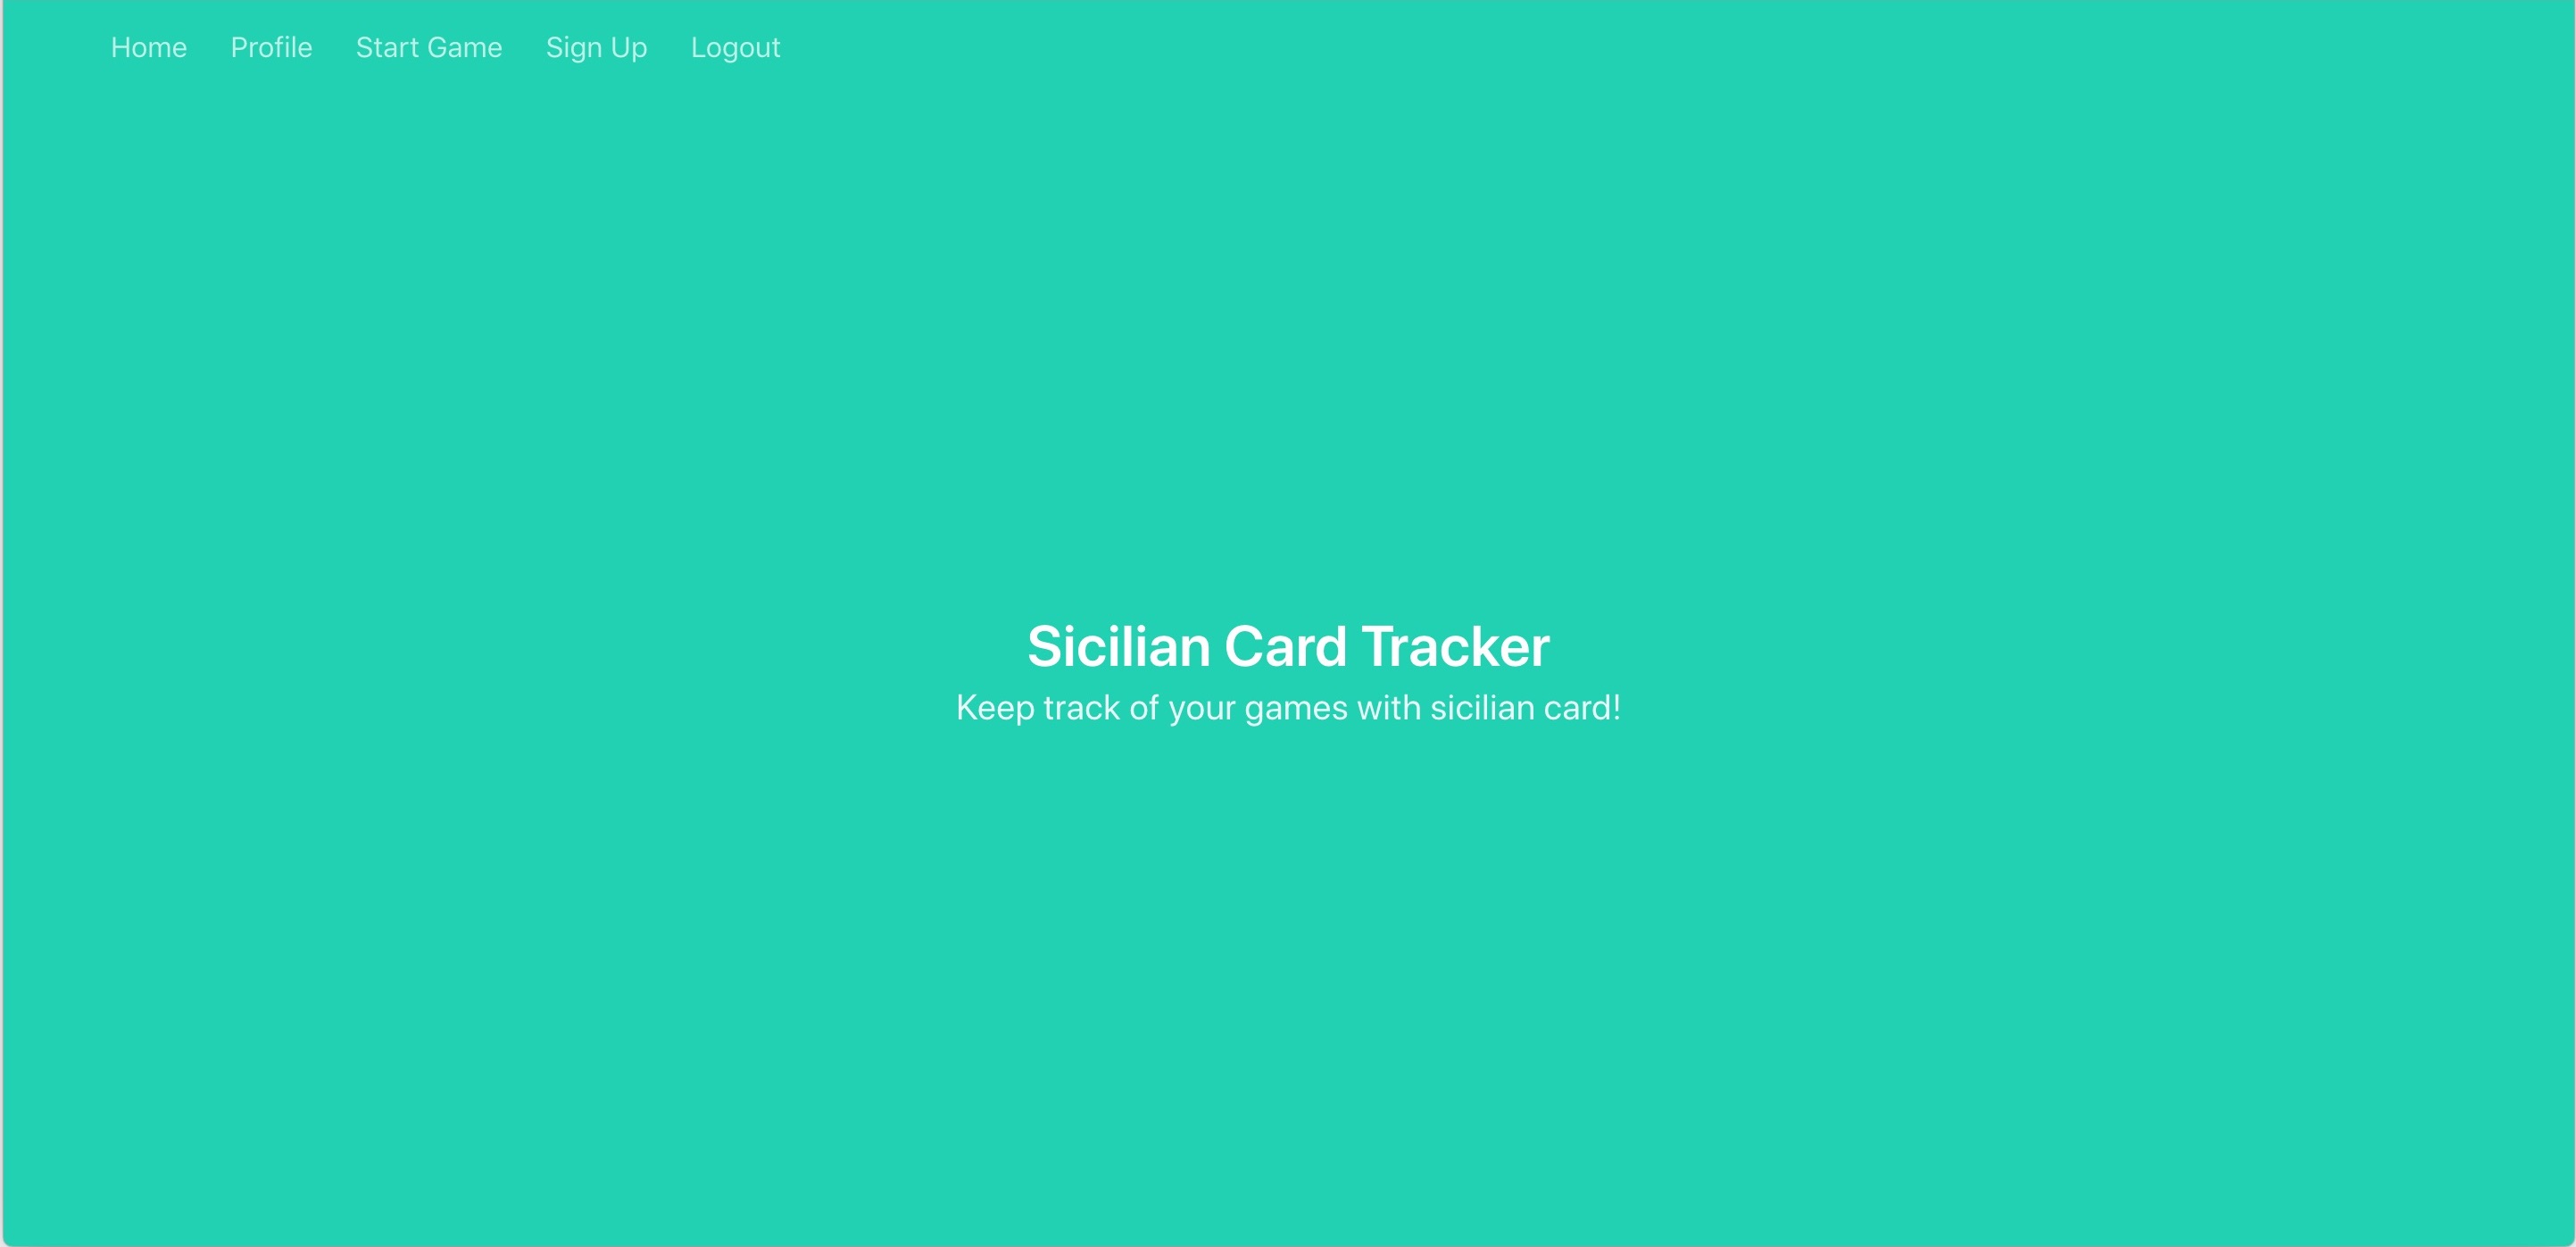 Home Profile Start Game Sign Up Logout
Sicilian Card Tracker
Keep track of your games with sicilian card!